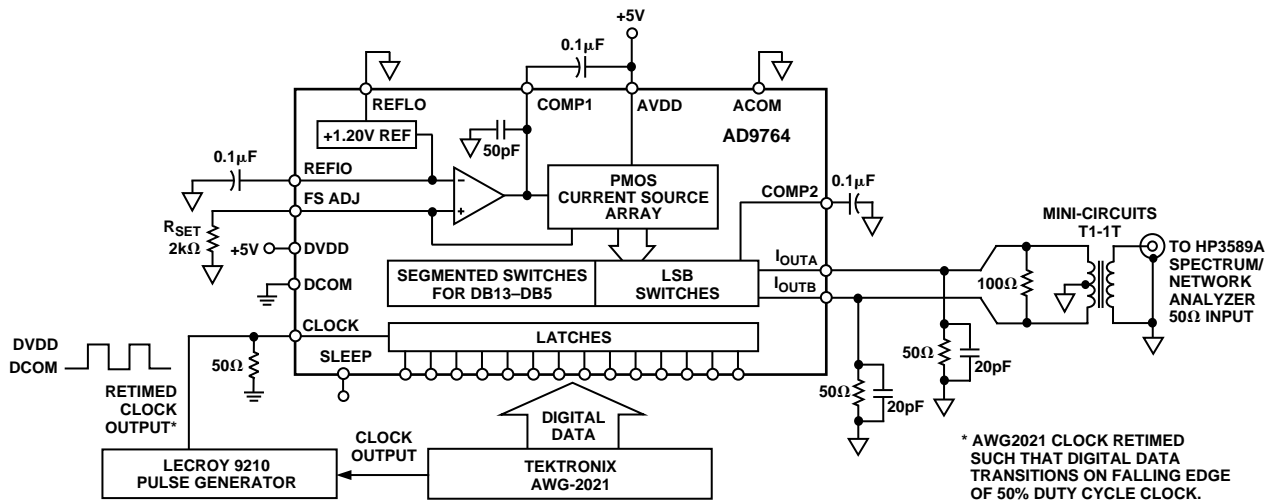 +5V
0.1µF
REFLO
COMP1
AVDD
ACOM
AD9764
+1.20V REF
50pF
0.1µF
REFIO
FS ADJ
PMOS
CURRENT SOURCE
ARRAY
COMP2
0.1µF
RSET
2kΩ
+5V
DVDD
DCOM
SEGMENTED SWITCHES
FOR DB13–DB5
LSB
SWITCHES
IOUTA
IOUTB
MINI-CIRCUITS
T1-1T
100Ω
TO HP3589A
SPECTRUM/
NETWORK
ANALYZER
50Ω INPUT
CLOCK
LATCHES
DVDD
DCOM
50Ω
SLEEP
50Ω
20pF
50Ω
20pF
RETIMED
CLOCK
OUTPUT*
DIGITAL
DATA
CLOCK
OUTPUT
LECROY 9210
PULSE GENERATOR
TEKTRONIX
AWG-2021
* AWG2021 CLOCK RETIMED
SUCH THAT DIGITAL DATA
TRANSITIONS ON FALLING EDGE
OF 50% DUTY CYCLE CLOCK.